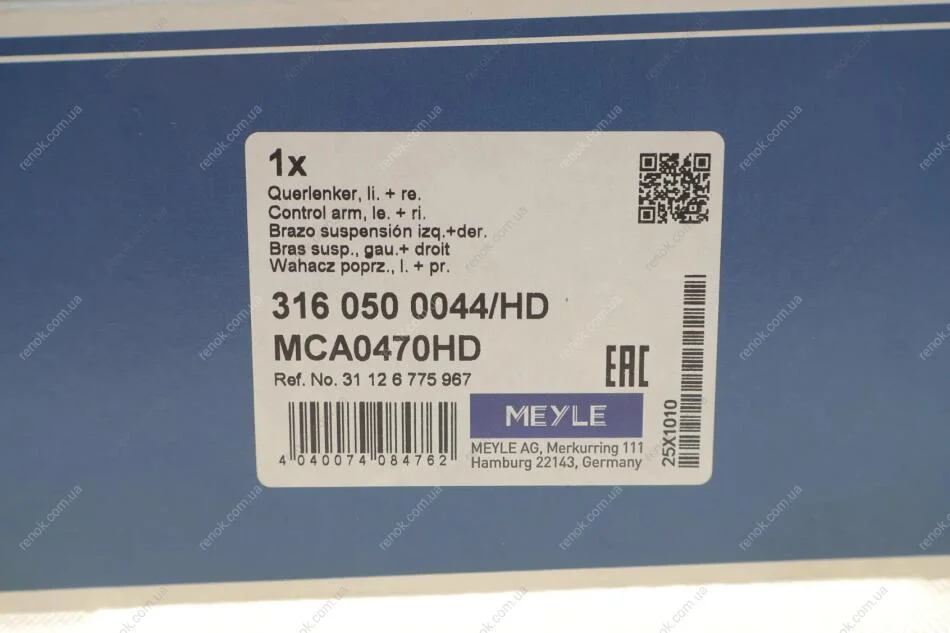 1x
Querlenker, li. + re.
Control arm, le. + ri.
Brazo suspensión izq.+der.
Bras susp., gau.+ droit
Wahacz poprz., l. + pr.
316 050 0044/HD
MCA0470HD
Ref. No. 31 12 6 775 967
EAC
MEYLE
MEYLE AG, Merkurring 111
Hamburg 22143, Germany
4 040074 084762
25X1010
renok.com.ua